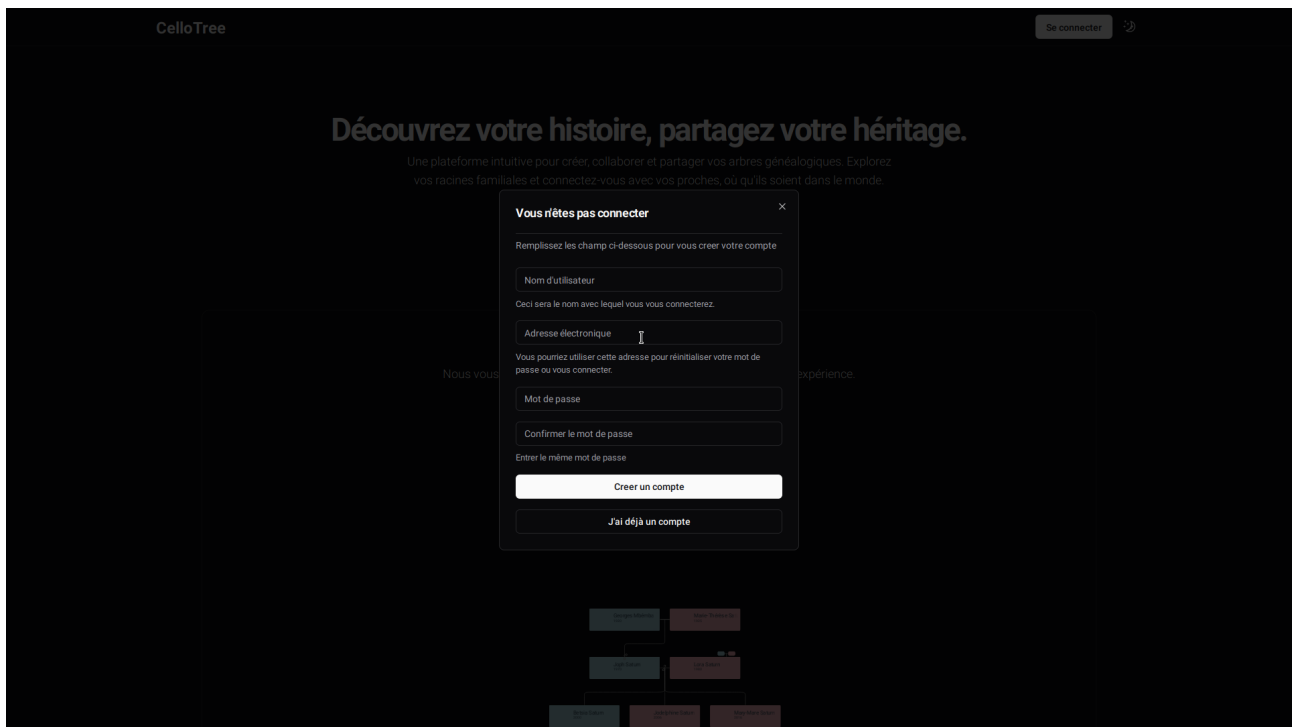 CelloTree
Se connecter
Découvrez votre histoire, partagez votre héritage.
Une plateforme intuitive pour créer, collaborer et partager vos arbres généalogiques. Explorez
vos racines familiales et connectez-vous avec vos proches, où qu'ils soient dans le monde.
Vous n'êtes pas connecter
Remplissez les champ ci-dessous pour vous creer votre compte
Nom d'utilisateur
Ceci sera le nom avec lequel vous vous connecterez.
Adresse électronique
Vous pourriez utiliser cette adresse pour réinitialiser votre mot de
passe ou vous connecter.
Nous vous
expérience.
Mot de passe
Confirmer le mot de passe
Entrer le même mot de passe
Creer un compte
J'ai déjà un compte